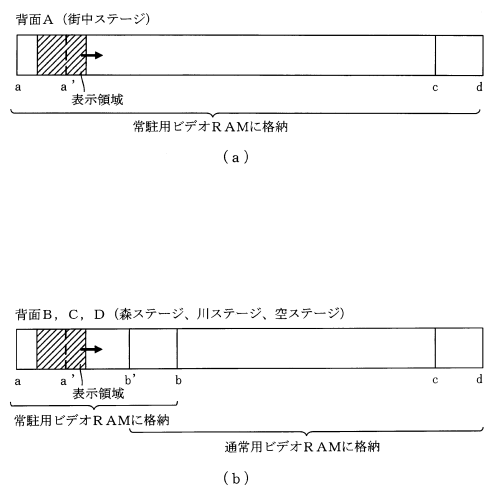 背面A（街中ステージ）
a a' c d
表示領域
常駐用ビデオRAMに格納
(a)
背面B，C，D（森ステージ、川ステージ、空ステージ）
a a' b' b c d
表示領域
常駐用ビデオRAMに格納
通常用ビデオRAMに格納
(b)